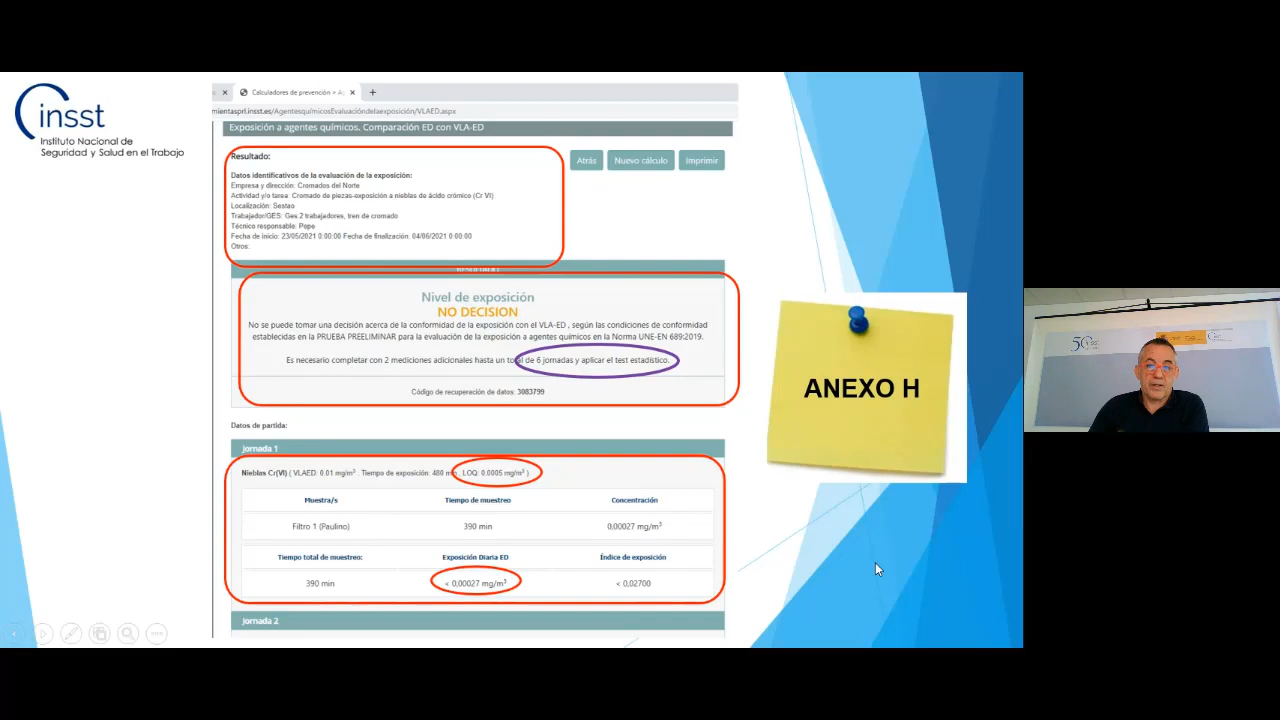 insst
Instituto Nacional de
Seguridad y Salud en el Trabajo
Calculadores de prevención > Ag
mientasprl.insst.es/AgentesquímicosEvaluacióndelaexposición/VLAED.aspx
Exposición a agentes químicos. Comparación ED con VLA-ED
Resultado:
Atrás
Nuevo cálculo
Imprimir
Datos identificativos de la evaluación de la exposición:
Empresa y dirección: Cromados del Norte
Actividad y/o tarea: Cromado de piezas-exposición a nieblas de ácido crómico (Cr VI)
Localización: Sestao
Trabajador/GES: Ges.2 trabajadores, tren de cromado
Técnico responsable: Pepe
Fecha de inicio: 23/05/2021 0:00:00 Fecha de finalización: 04/06/2021 0:00:00
Otros:
Nivel de exposición
NO DECISION
No se puede tomar una decisión acerca de la conformidad de la exposición con el VLA-ED , según las condiciones de conformidad
establecidas en la PRUEBA PREELIMINAR para la evaluación de la exposición a agentes químicos en la Norma UNE-EN 689:2019.
Es necesario completar con 2 mediciones adicionales hasta un total de 6 jornadas y aplicar el test estadístico.
Código de recuperación de datos: 3083799
Datos de partida:
Jornada 1
Nieblas Cr(VI) ( VLAED: 0.01 mg/m³ . Tiempo de exposición: 480 min . LOQ: 0.0005 mg/m³ )
Muestra/s Tiempo de muestreo Concentración
Filtro 1 (Paulino) 390 min 0,00027 mg/m³
Tiempo total de muestreo: Exposición Diaria ED Índice de exposición
390 min < 0,00027 mg/m³ < 0,02700
Jornada 2
ANEXO H
50